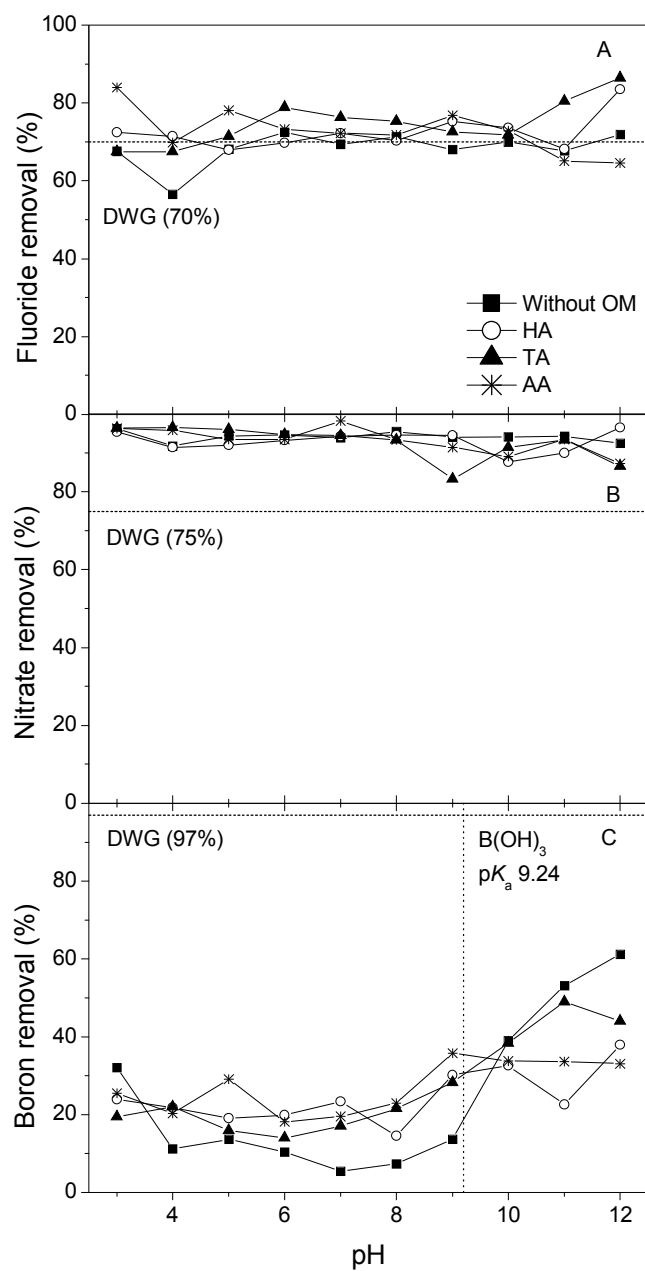 100
A
80
60
DWG (70%)
40
Without OM
HA
20
TA
AA
0
Fluoride removal (%)
80
B
DWG (75%)
60
40
20
0
Nitrate removal (%)
DWG (97%)
B(OH)₃
C
pKₐ 9.24
80
60
40
20
0
Boron removal (%)
4
6
8
10
12
pH